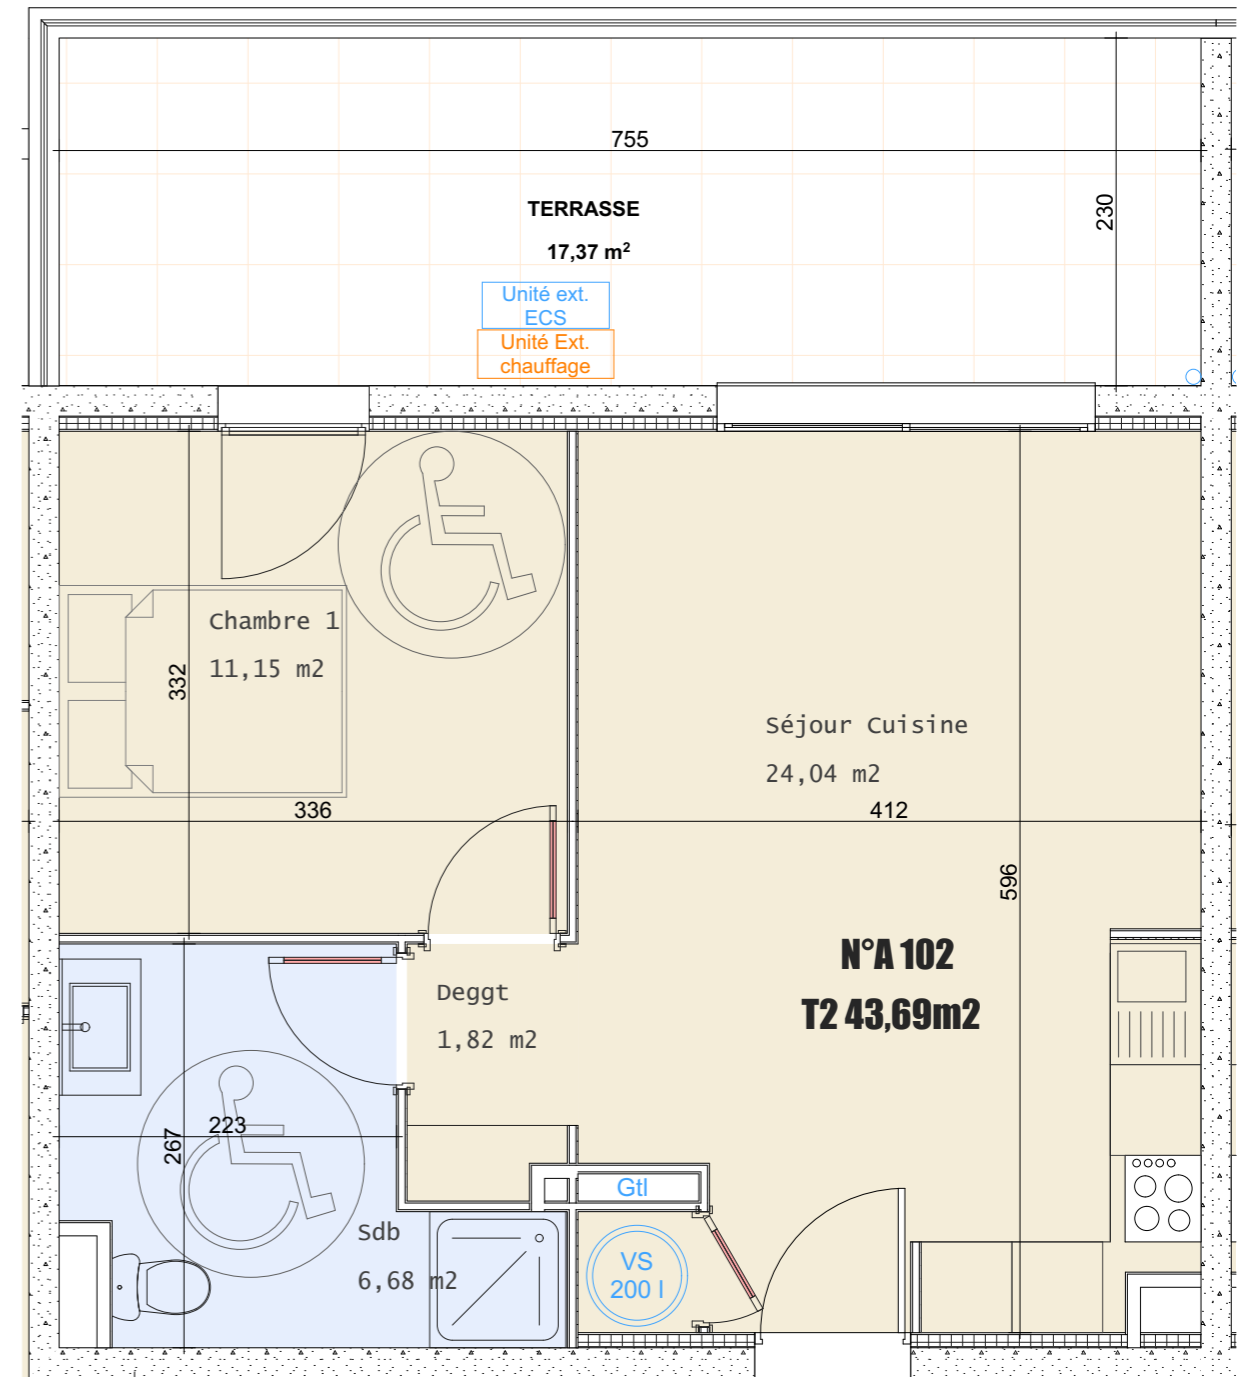 755
230
TERRASSE
17,37 m²
Unité ext.
ECS
Unité Ext.
chauffage
Chambre 1
11,15 m2
332
336
Séjour Cuisine
24,04 m2
412
596
N°A 102
T2 43,69m2
Deggt
1,82 m2
223
267
Gtl
Sdb
6,68 m2
VS
200 l